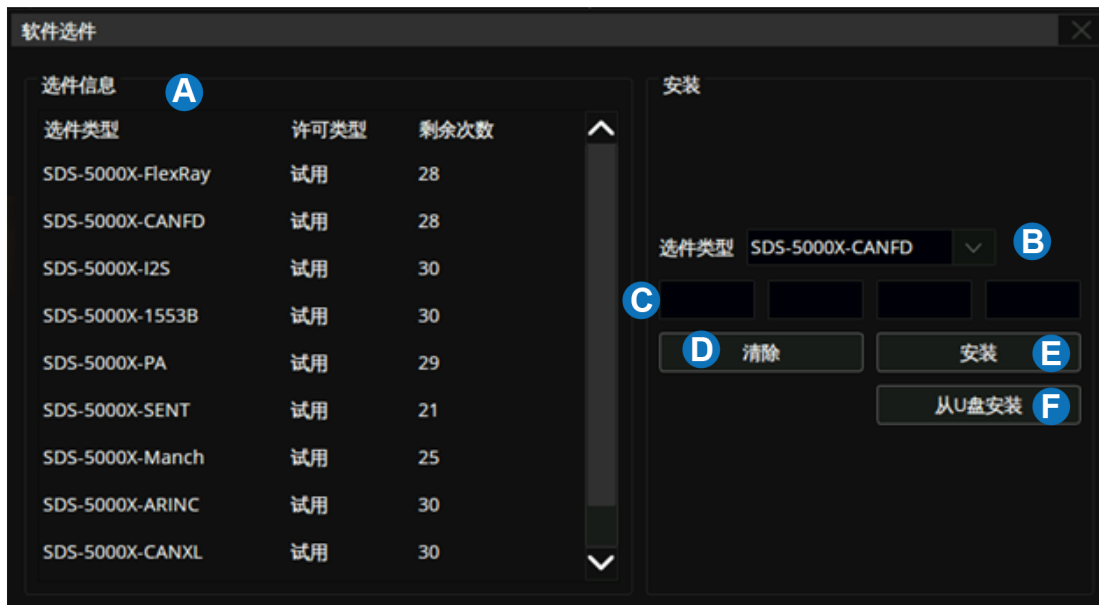 软件选件
选件信息 A
选件类型 许可类型 剩余次数
SDS-5000X-FlexRay 试用 28
SDS-5000X-CANFD 试用 28
SDS-5000X-I2S 试用 30
SDS-5000X-1553B 试用 30
SDS-5000X-PA 试用 29
SDS-5000X-SENT 试用 21
SDS-5000X-Manch 试用 25
SDS-5000X-ARINC 试用 30
SDS-5000X-CANXL 试用 30
安装
选件类型 SDS-5000X-CANFD B
C
D 清除 安装 E
从U盘安装 F